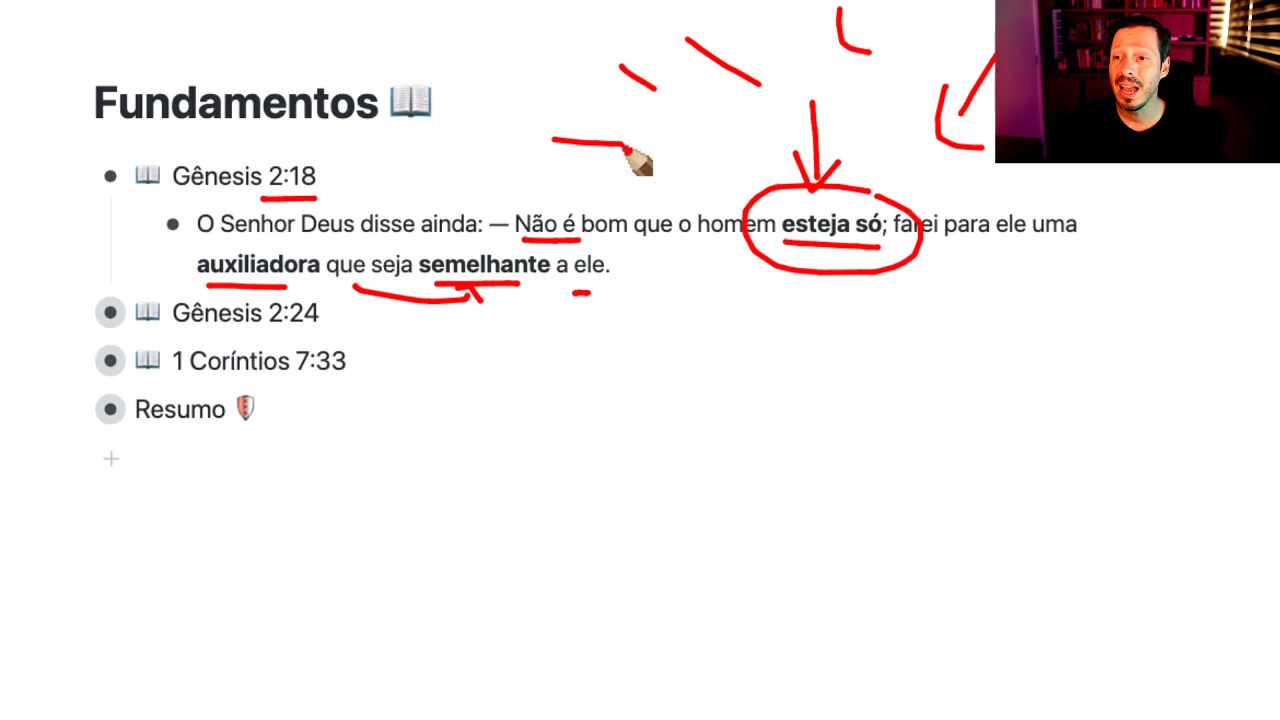 Fundamentos 📖
📖 Gênesis 2:18
O Senhor Deus disse ainda: — Não é bom que o homem esteja só; farei para ele uma
auxiliadora que seja semelhante a ele.
📖 Gênesis 2:24
📖 1 Coríntios 7:33
Resumo